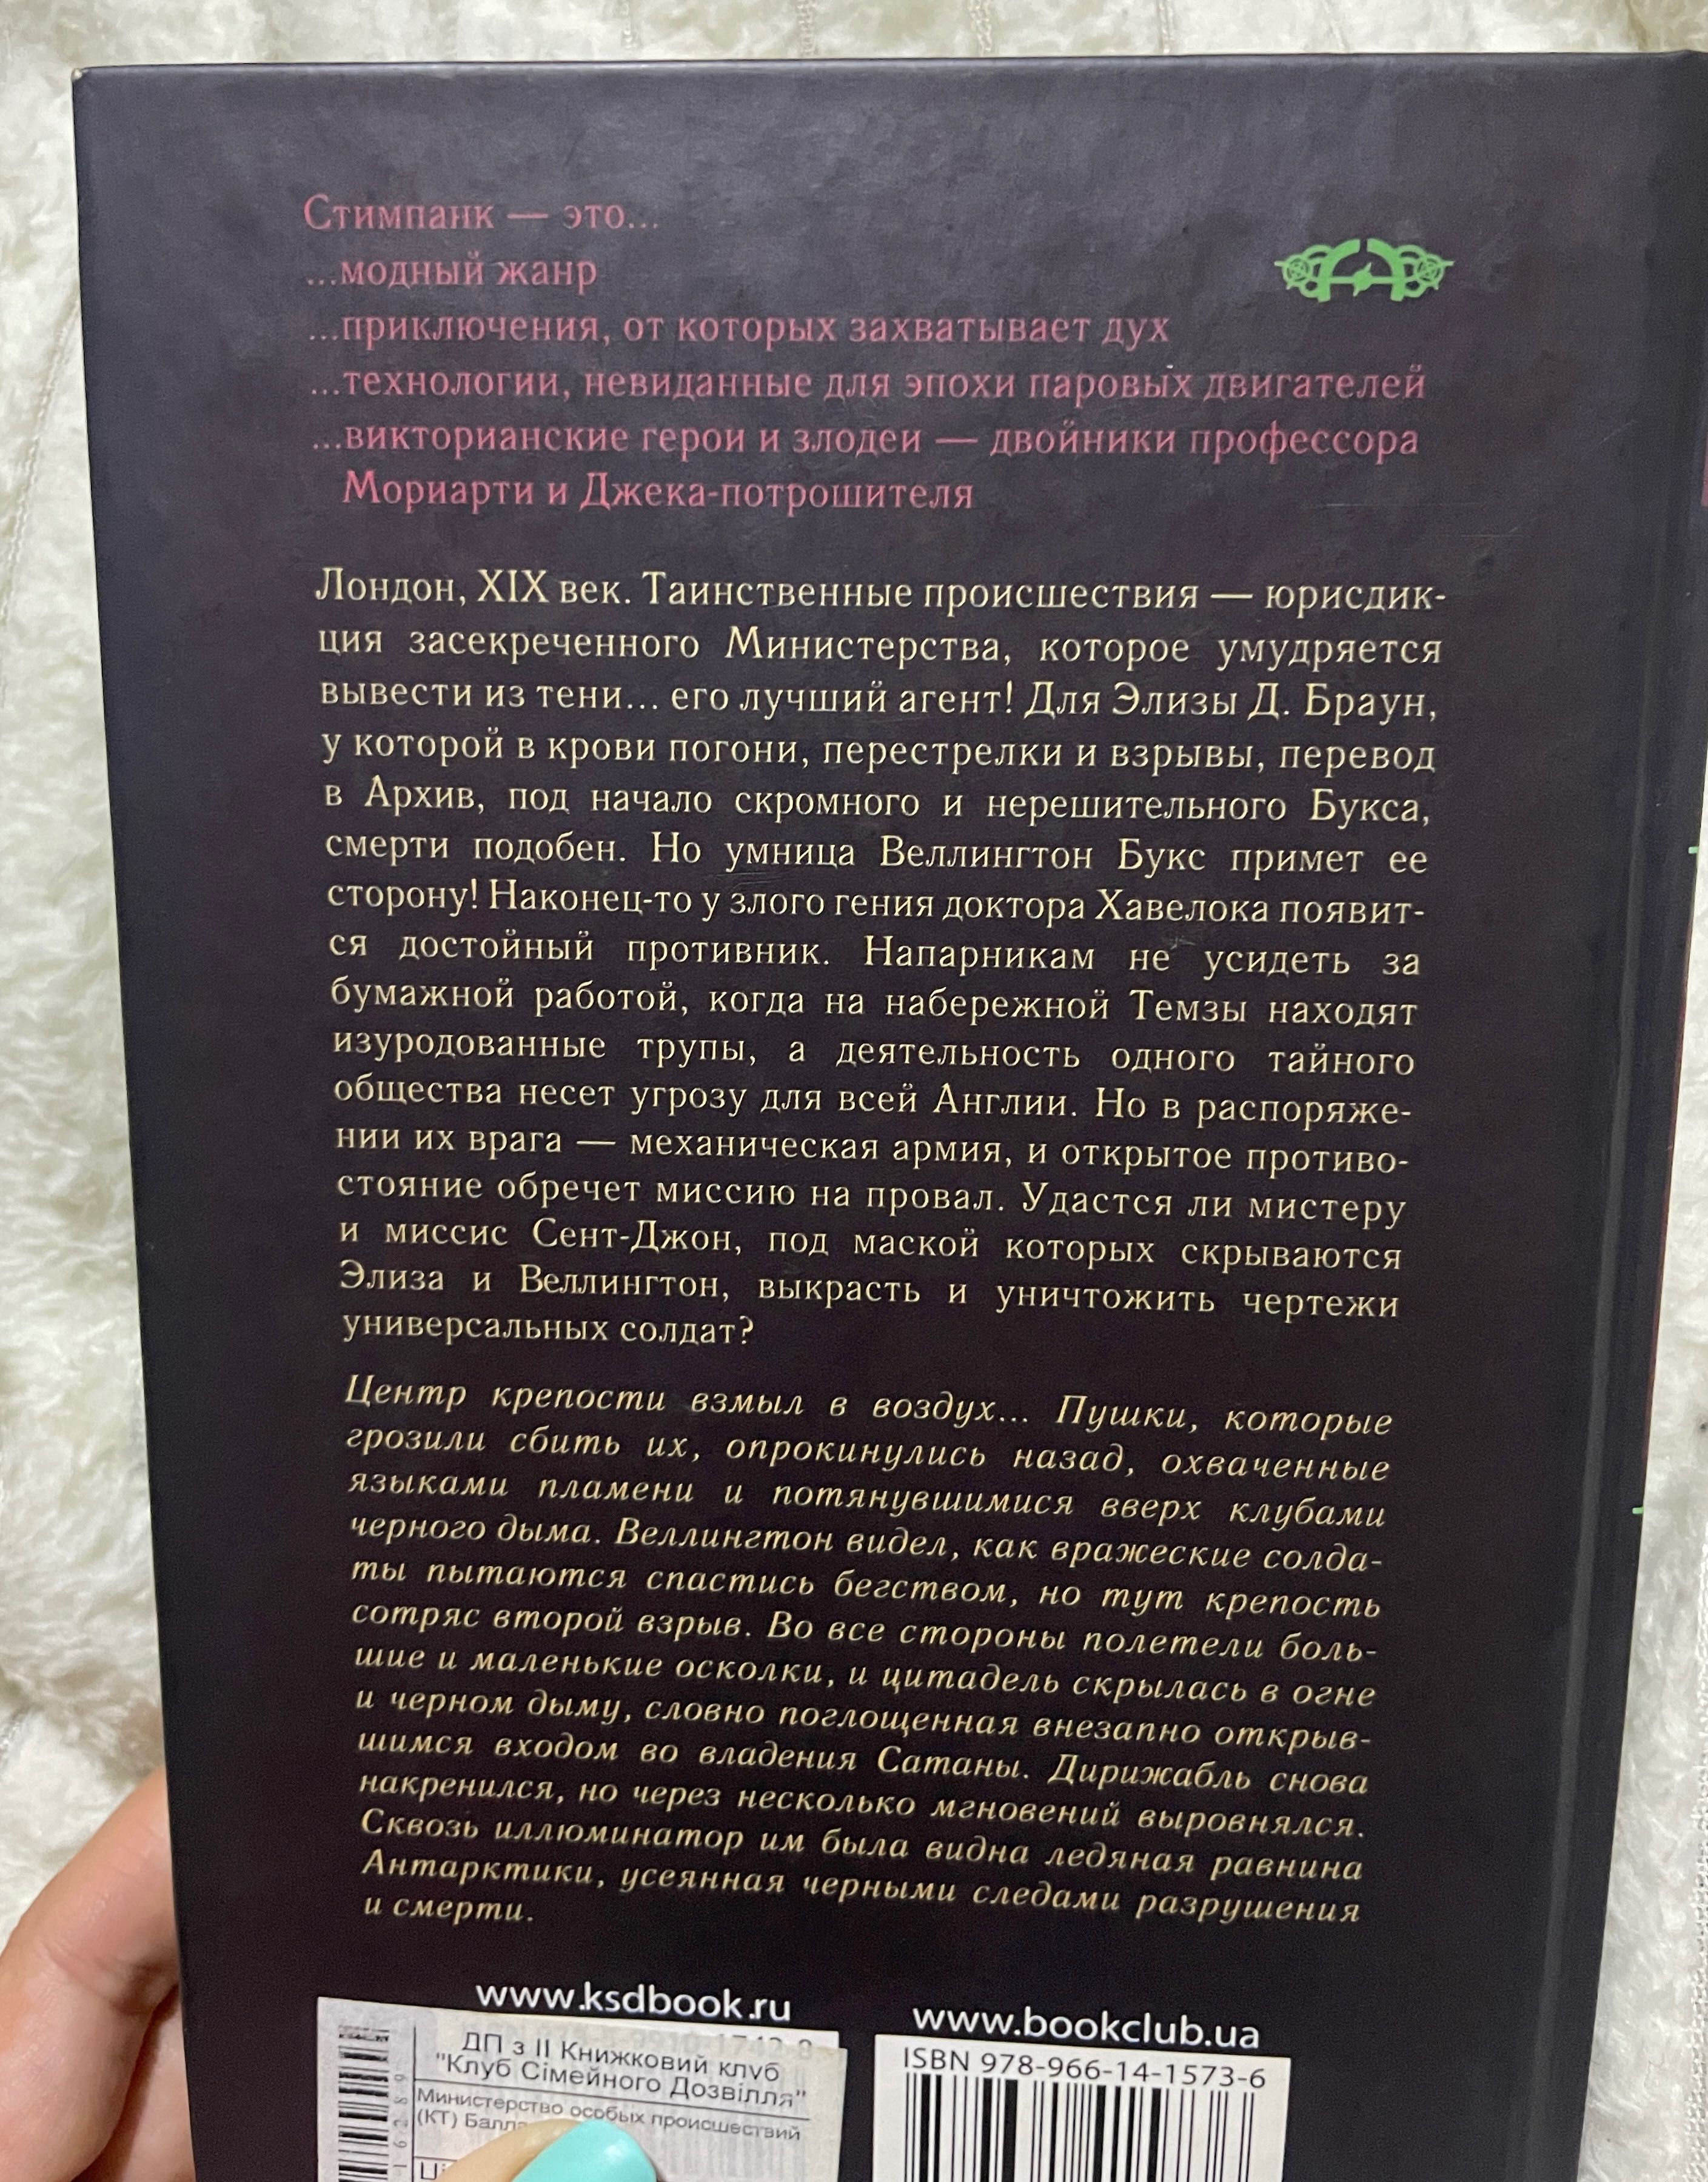 Стимпанк — это...
...модный жанр
...приключения, от которых захватывает дух
...технологии, невиданные для эпохи паровых двигателей
...викторианские герои и злодеи — двойники профессора
Мориарти и Джека-потрошителя
Лондон, XIX век. Таинственные происшествия — юрисдик-
ция засекреченного Министерства, которое умудряется
вывести из тени... его лучший агент! Для Элизы Д. Браун,
у которой в крови погони, перестрелки и взрывы, перевод
в Архив, под начало скромного и нерешительного Букса,
смерти подобен. Но умница Веллингтон Букс примет ее
сторону! Наконец-то у злого гения доктора Хавелока появит-
ся достойный противник. Напарникам не усидеть за
бумажной работой, когда на набережной Темзы находят
изуродованные трупы, а деятельность одного тайного
общества несет угрозу для всей Англии. Но в распоряже-
нии их врага — механическая армия, и открытое противо-
стояние обречет миссию на провал. Удастся ли мистеру
и миссис Сент-Джон, под маской которых скрываются
Элиза и Веллингтон, выкрасть и уничтожить чертежи
универсальных солдат?
Центр крепости взмыл в воздух... Пушки, которые
грозили сбить их, опрокинулись назад, охваченные
языками пламени и потянувшимися вверх клубами
черного дыма. Веллингтон видел, как вражеские солда-
ты пытаются спастись бегством, но тут крепость
сотряс второй взрыв. Во все стороны полетели боль-
шие и маленькие осколки, и цитадель скрылась в огне
и черном дыму, словно поглощенная внезапно открыв-
шимся входом во владения Сатаны. Дирижабль снова
накренился, но через несколько мгновений выровнялся.
Сквозь иллюминатор им была видна ледяная равнина
Антарктики, усеянная черными следами разрушения
и смерти.
www.ksdbook.ru
www.bookclub.ua
ДП з ІІ Книжковий клуб
"Клуб Сімейного Дозвілля"
Министерство особых происшествий
(КТ)
ISBN 978-966-14-1573-6